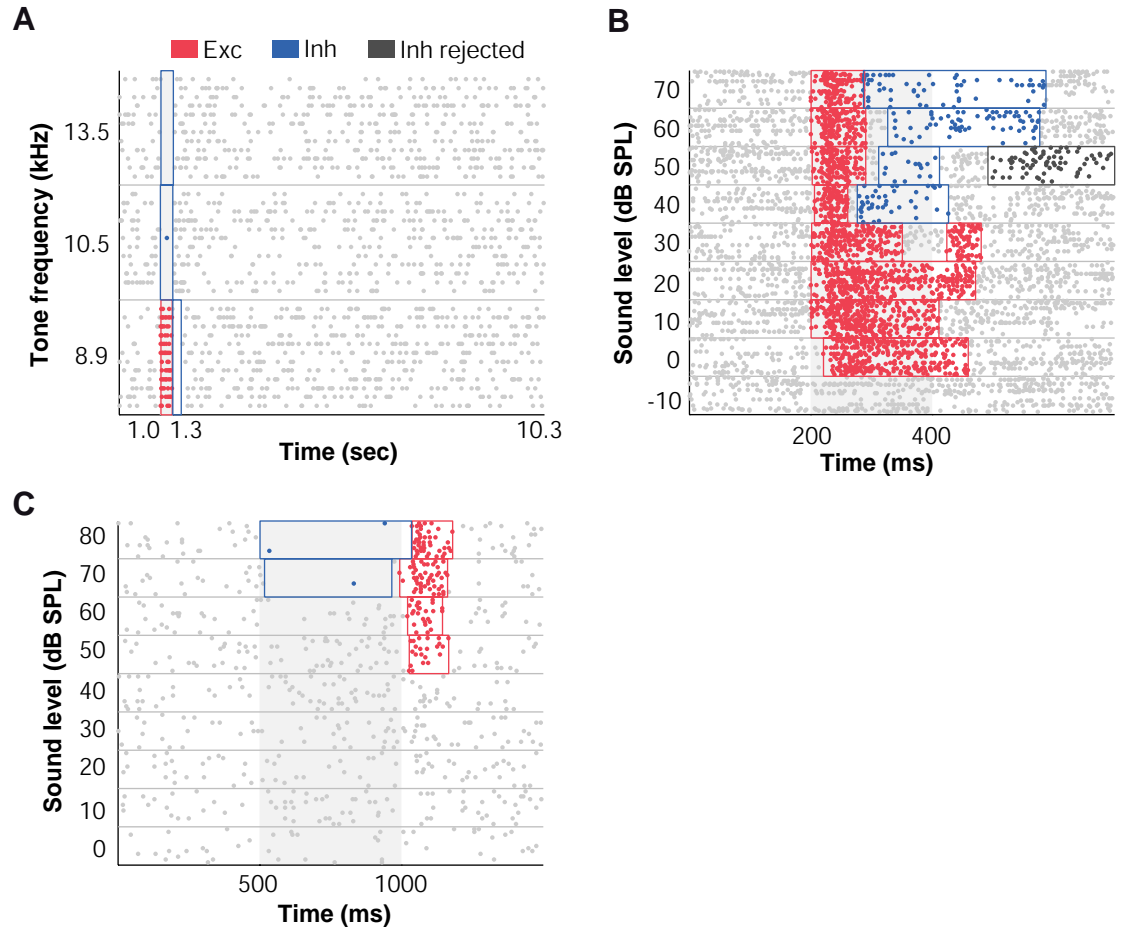 A
Exc Inh Inh rejected
Tone frequency (kHz)
13.5
10.5
8.9
1.0 1.3 10.3
Time (sec)
B
Sound level (dB SPL)
70
60
50
40
30
20
10
0
-10
200 400
Time (ms)
C
Sound level (dB SPL)
80
70
60
50
40
30
20
10
0
500 1000
Time (ms)